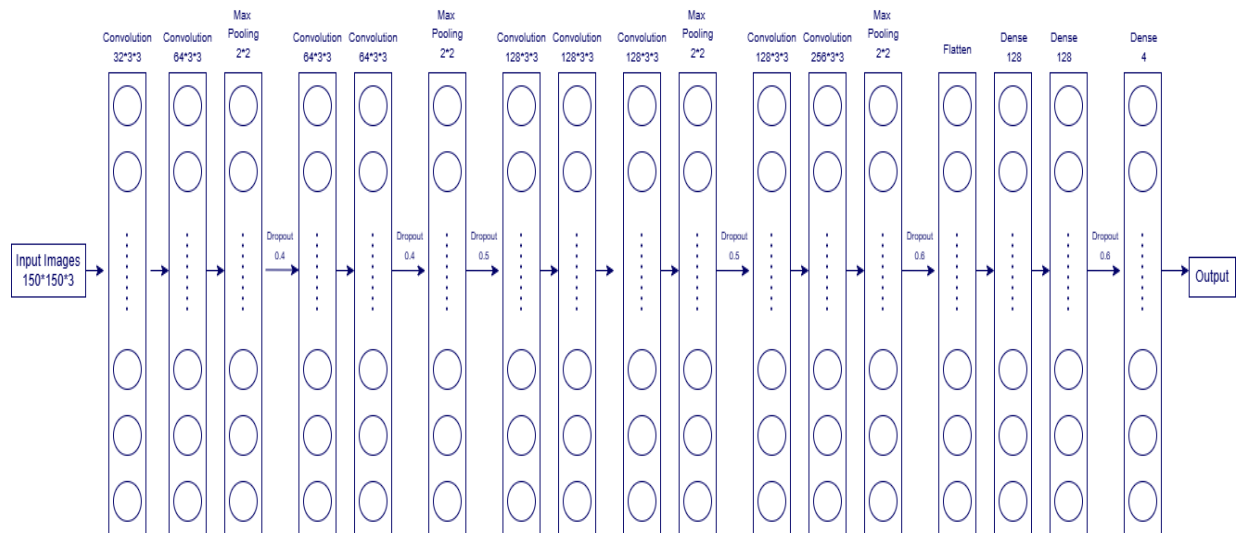 Input Images
150*150*3
Convolution
32*3*3
Convolution
64*3*3
Max
Pooling
2*2
Dropout
0.4
Convolution
64*3*3
Convolution
64*3*3
Dropout
0.4
Max
Pooling
2*2
Dropout
0.5
Convolution
128*3*3
Convolution
128*3*3
Convolution
128*3*3
Max
Pooling
2*2
Dropout
0.5
Convolution
128*3*3
Convolution
256*3*3
Max
Pooling
2*2
Dropout
0.6
Flatten
Dense
128
Dense
128
Dropout
0.6
Dense
4
Output